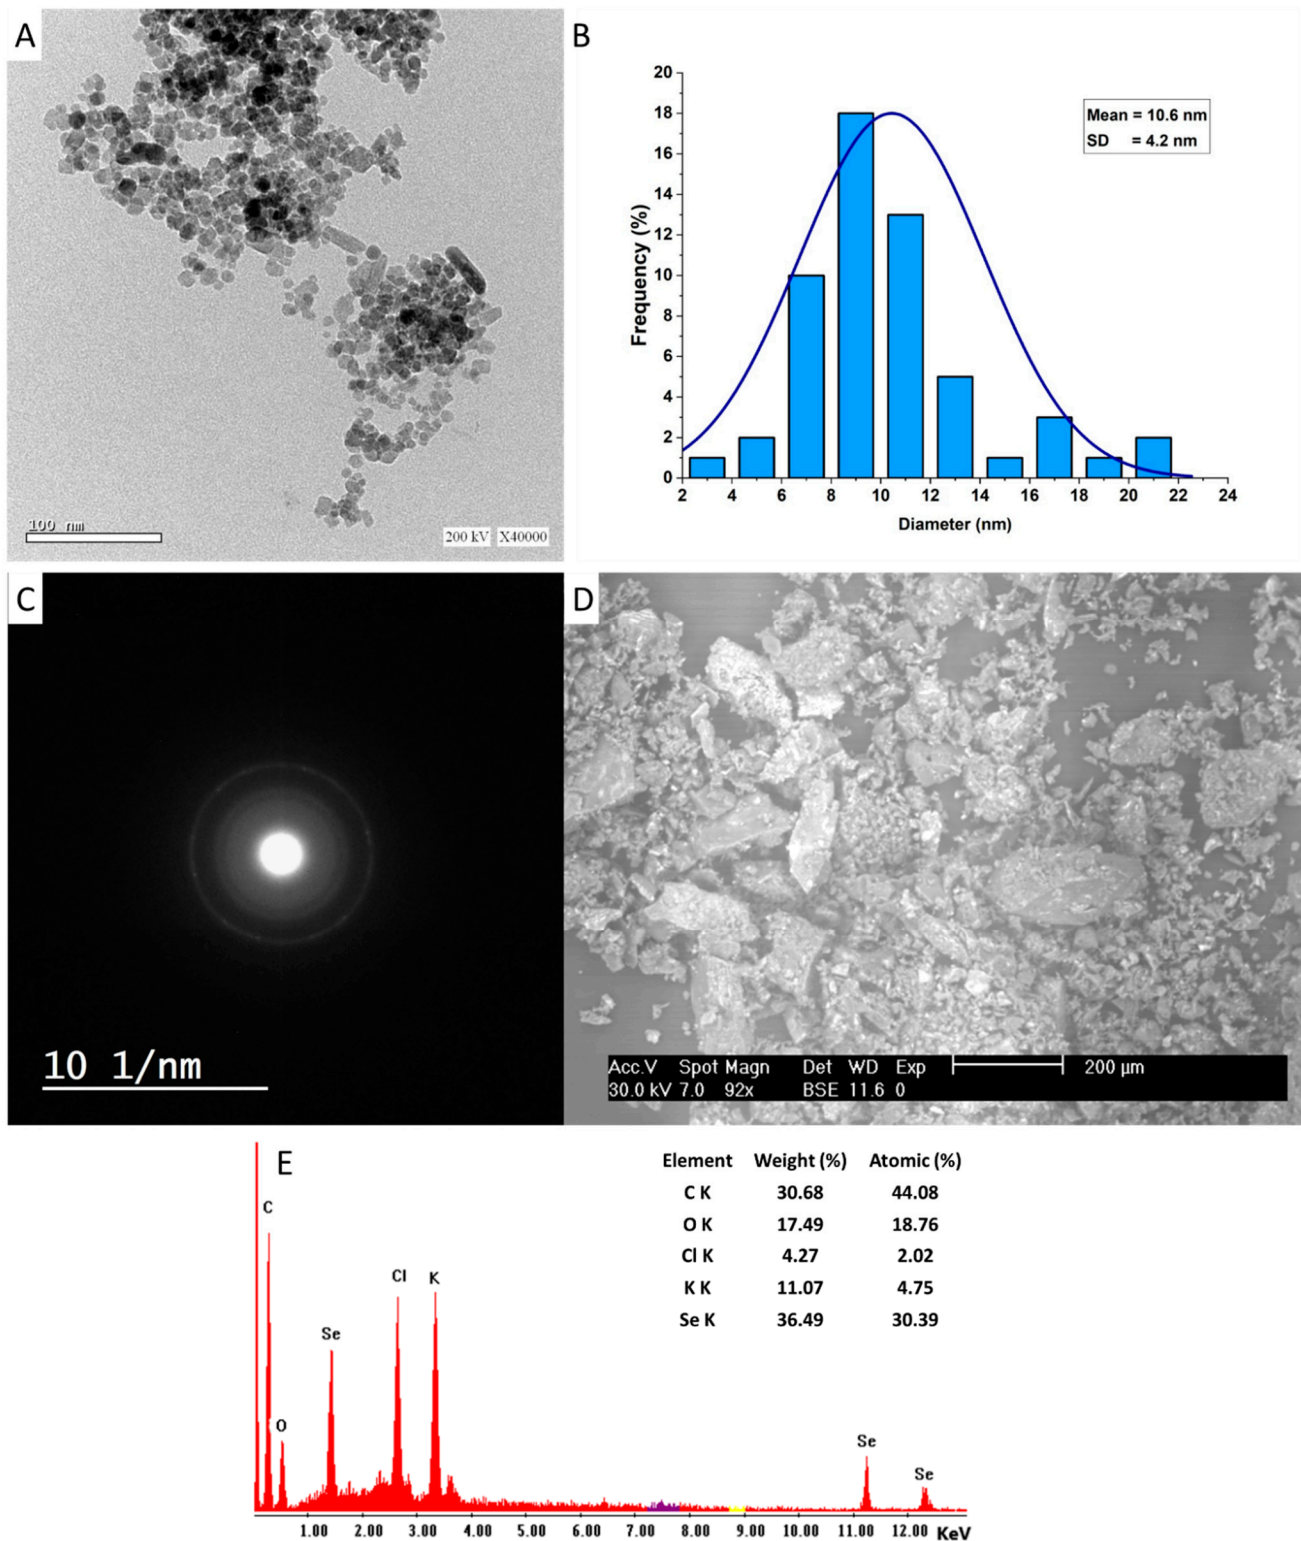 A
100 nm
200 kV X40000
B
20
18
16
14
12
10
8
6
4
2
0
2 4 6 8 10 12 14 16 18 20 22 24
Frequency (%)
Diameter (nm)
Mean = 10.6 nm
SD = 4.2 nm
C
10 1/nm
D
Acc.V Spot Magn Det WD Exp
30.0 kV 7.0 92x BSE 11.6 0
200 µm
E
C
O
Se
Cl
K
Se
Se
1.00 2.00 3.00 4.00 5.00 6.00 7.00 8.00 9.00 10.00 11.00 12.00 KeV
Element Weight (%) Atomic (%)
C K 30.68 44.08
O K 17.49 18.76
Cl K 4.27 2.02
K K 11.07 4.75
Se K 36.49 30.39